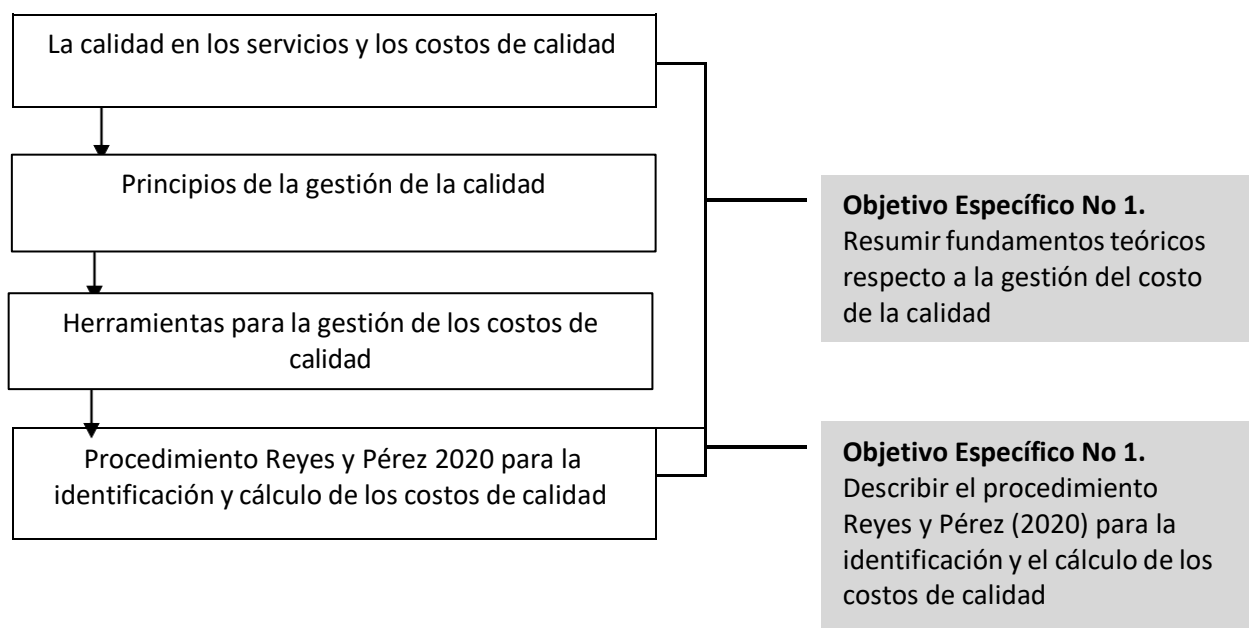 La calidad en los servicios y los costos de calidad
Principios de la gestión de la calidad
Herramientas para la gestión de los costos de
calidad
Procedimiento Reyes y Pérez 2020 para la
identificación y cálculo de los costos de calidad
Objetivo Específico No 1.
Resumir fundamentos teóricos
respecto a la gestión del costo
de la calidad
Objetivo Específico No 1.
Describir el procedimiento
Reyes y Pérez (2020) para la
identificación y el cálculo de los
costos de calidad